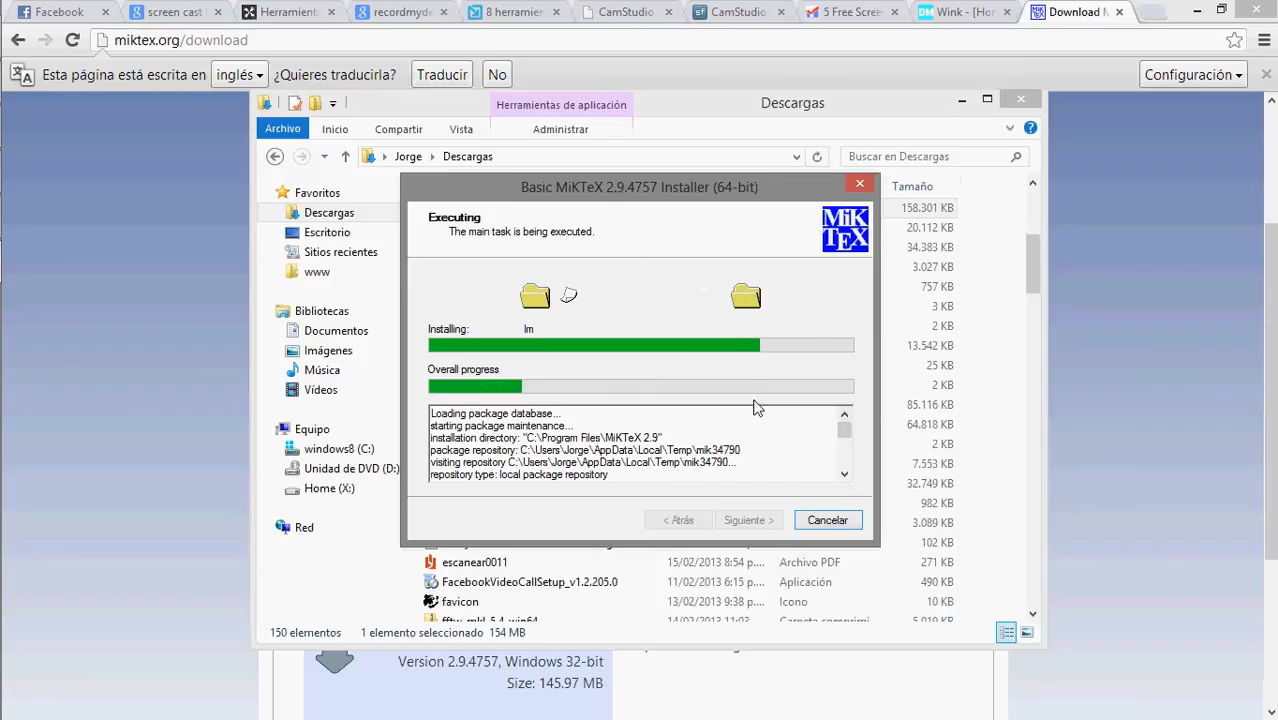 Facebook
screen cast
Herramient
recordmyde
8 herramien
CamStudio
CamStudio
5 Free Scree
Wink - [Ho
Download M
miktex.org/download
Esta página está escrita en inglés ¿Quieres traducirla? Traducir No Configuración
Herramientas de aplicación Descargas
Archivo Inicio Compartir Vista Administrar
Jorge Descargas Buscar en Descargas
Favoritos
Descargas
Escritorio
Sitios recientes
www
Bibliotecas
Documentos
Imágenes
Música
Vídeos
Equipo
windows8 (C:)
Unidad de DVD (D:)
Home (X:)
Red
Basic MiKTeX 2.9.4757 Installer (64-bit)
Executing
The main task is being executed.
MiK
TEX
Installing: lm
Overall progress
Loading package database...
starting package maintenance...
installation directory: "C:\Program Files\MiKTeX 2.9"
package repository: C:\Users\Jorge\AppData\Local\Temp\mik34790
visiting repository C:\Users\Jorge\AppData\Local\Temp\mik34790...
repository type: local package repository
< Atrás Siguiente > Cancelar
Tamaño
158.301 KB
20.112 KB
34.383 KB
3.027 KB
757 KB
3 KB
2 KB
13.542 KB
25 KB
2 KB
85.116 KB
64.818 KB
2 KB
7.553 KB
32.749 KB
982 KB
3.089 KB
102 KB
escanear0011 15/02/2013 8:54 p.... Archivo PDF 271 KB
FacebookVideoCallSetup_v1.2.205.0 11/02/2013 6:15 p.... Aplicación 490 KB
favicon 13/02/2013 9:38 p.... Icono 10 KB
150 elementos 1 elemento seleccionado 154 MB
Version 2.9.4757, Windows 32-bit
Size: 145.97 MB